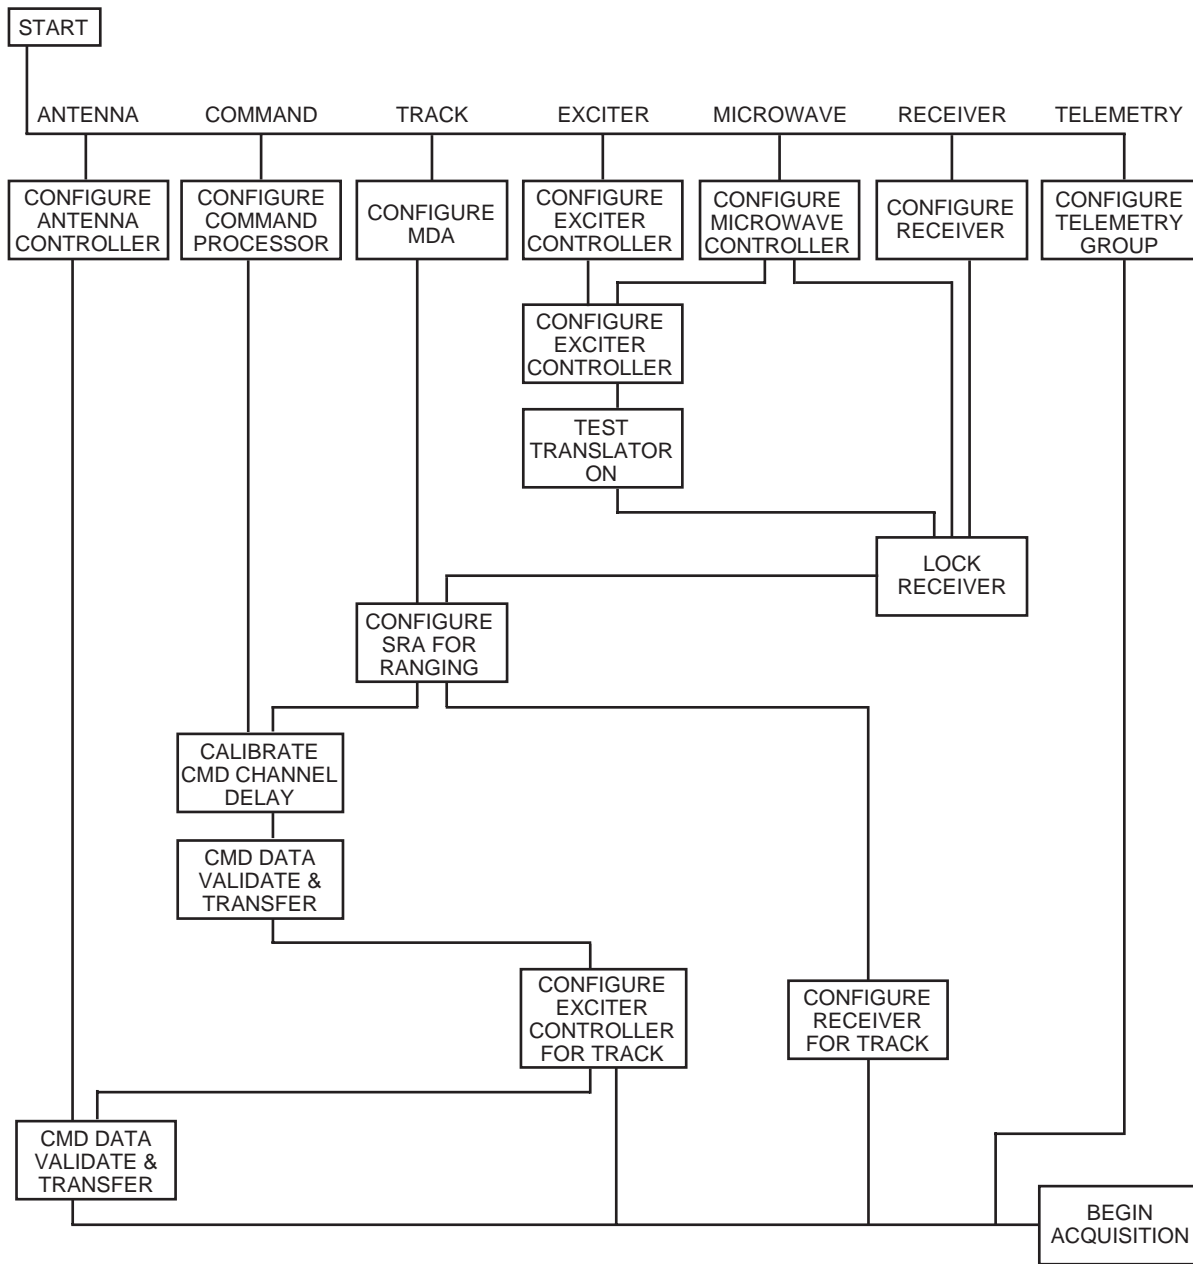 START
ANTENNA
COMMAND
TRACK
EXCITER
MICROWAVE
RECEIVER
TELEMETRY
CONFIGURE
ANTENNA
CONTROLLER
CONFIGURE
COMMAND
PROCESSOR
CONFIGURE
MDA
CONFIGURE
EXCITER
CONTROLLER
CONFIGURE
MICROWAVE
CONTROLLER
CONFIGURE
RECEIVER
CONFIGURE
TELEMETRY
GROUP
CONFIGURE
EXCITER
CONTROLLER
TEST
TRANSLATOR
ON
LOCK
RECEIVER
CONFIGURE
SRA FOR
RANGING
CALIBRATE
CMD CHANNEL
DELAY
CMD DATA
VALIDATE &
TRANSFER
CONFIGURE
EXCITER
CONTROLLER
FOR TRACK
CONFIGURE
RECEIVER
FOR TRACK
CMD DATA
VALIDATE &
TRANSFER
BEGIN
ACQUISITION